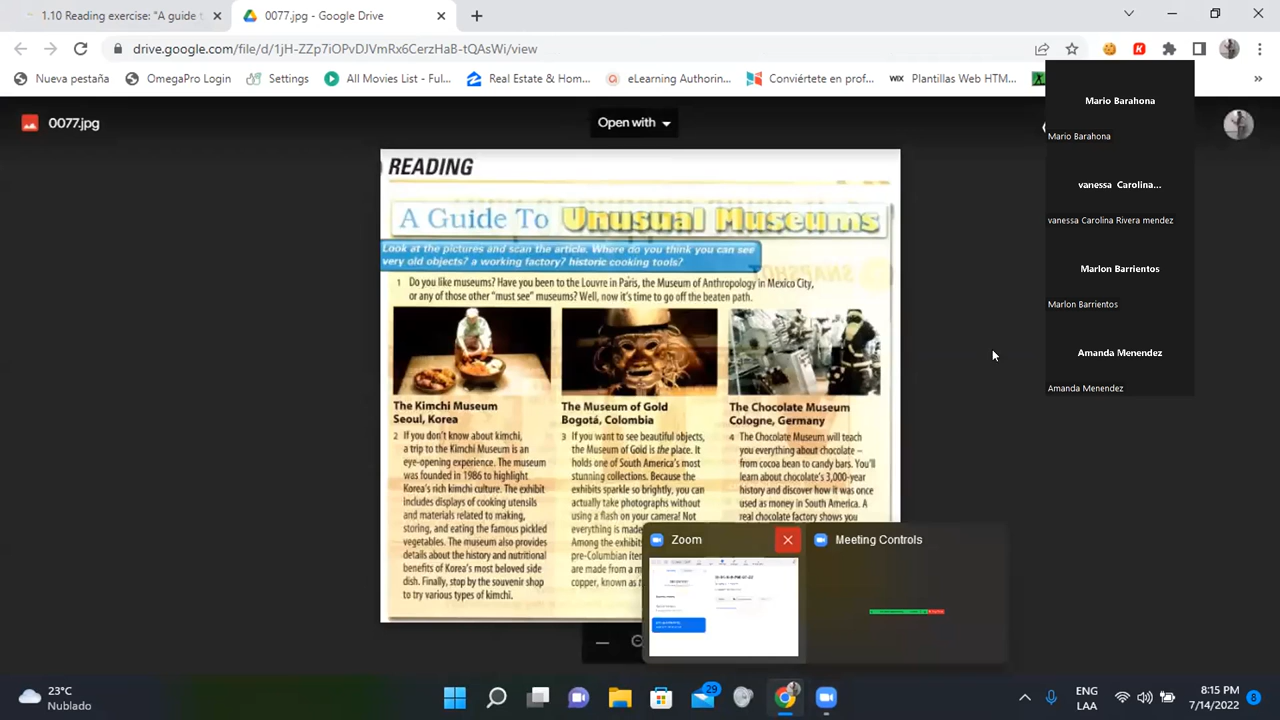 1.10 Reading exercise: "A guide t
0077.jpg - Google Drive
drive.google.com/file/d/1jH-ZZp7iOPvDJVmRx6CerzHaB-tQAsWi/view
Nueva pestaña
OmegaPro Login
Settings
All Movies List - Ful...
Real Estate & Hom...
eLearning Authorin...
Conviértete en prof...
WIX
Plantillas Web HTM...
»
0077.jpg
Open with
Mario Barahona
Mario Barahona
vanessa Carolina...
vanessa Carolina Rivera mendez
Marlon Barrientos
Marlon Barrientos
Amanda Menendez
Amanda Menendez
READING
A Guide To Unusual Museums
Look at the pictures and scan the article. Where do you think you can see
very old objects? a working factory? historic cooking tools?
1 Do you like museums? Have you been to the Louvre in Paris, the Museum of Anthropology in Mexico City,
or any of those other "must see" museums? Well, now it's time to go off the beaten path.
The Kimchi Museum
Seoul, Korea
2 If you don't know about kimchi,
a trip to the Kimchi Museum is an
eye-opening experience. The museum
was founded in 1986 to highlight
Korea's rich kimchi culture. The exhibit
includes displays of cooking utensils
and materials related to making,
storing, and eating the famous pickled
vegetables. The museum also provides
details about the history and nutritional
benefits of Korea's most beloved side
dish. Finally, stop by the souvenir shop
to try various types of kimchi.
The Museum of Gold
Bogotá, Colombia
3 If you want to see beautiful objects,
the Museum of Gold is the place. It
holds one of South America's most
stunning collections. Because the
exhibits sparkle so brightly, you can
actually take photographs without
using a flash on your camera! Not
everything is made
Among the exhibi
pre-Columbian iter
are made from a m
copper, known as
The Chocolate Museum
Cologne, Germany
4 The Chocolate Museum will teach
you everything about chocolate –
from cocoa bean to candy bars. You'll
learn about chocolate's 3,000-year
history and discover how it was once
used as money in South America. A
real chocolate factory shows you
Zoom
Meeting Controls
23°C
Nublado
29
ENG
LAA
8:15 PM
7/14/2022
8